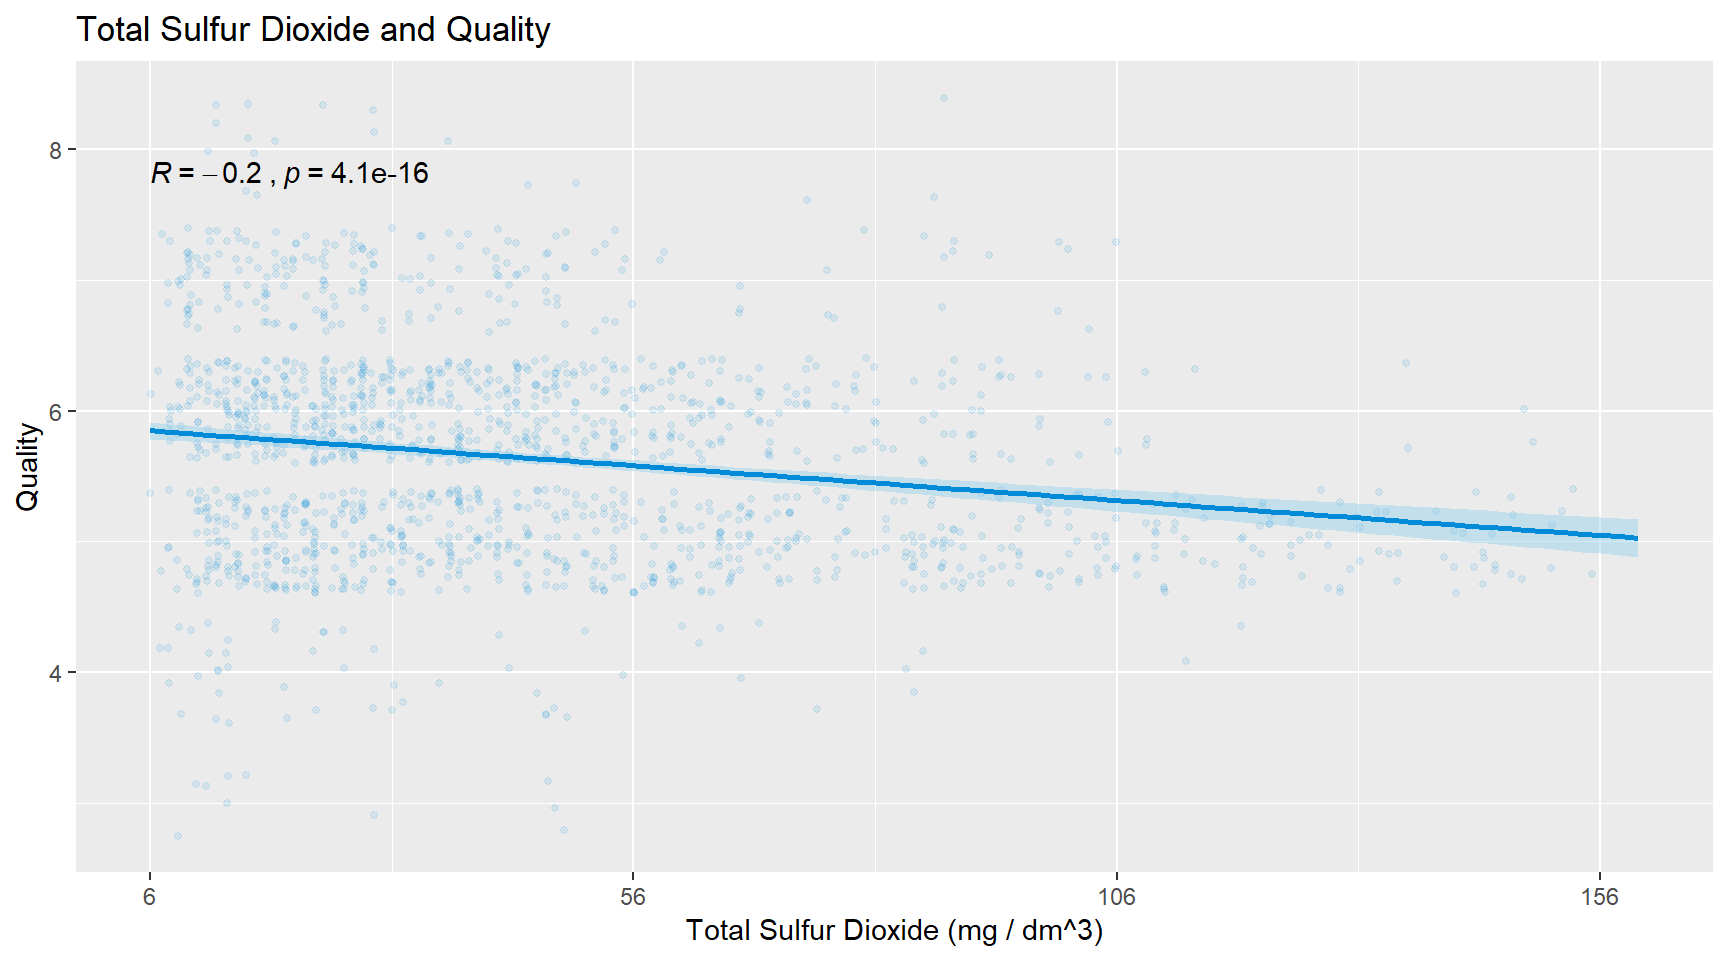 Total Sulfur Dioxide and Quality
8
R = −0.2 , p = 4.1e-16
6
Quality
4
6 56 106 156
Total Sulfur Dioxide (mg / dm^3)